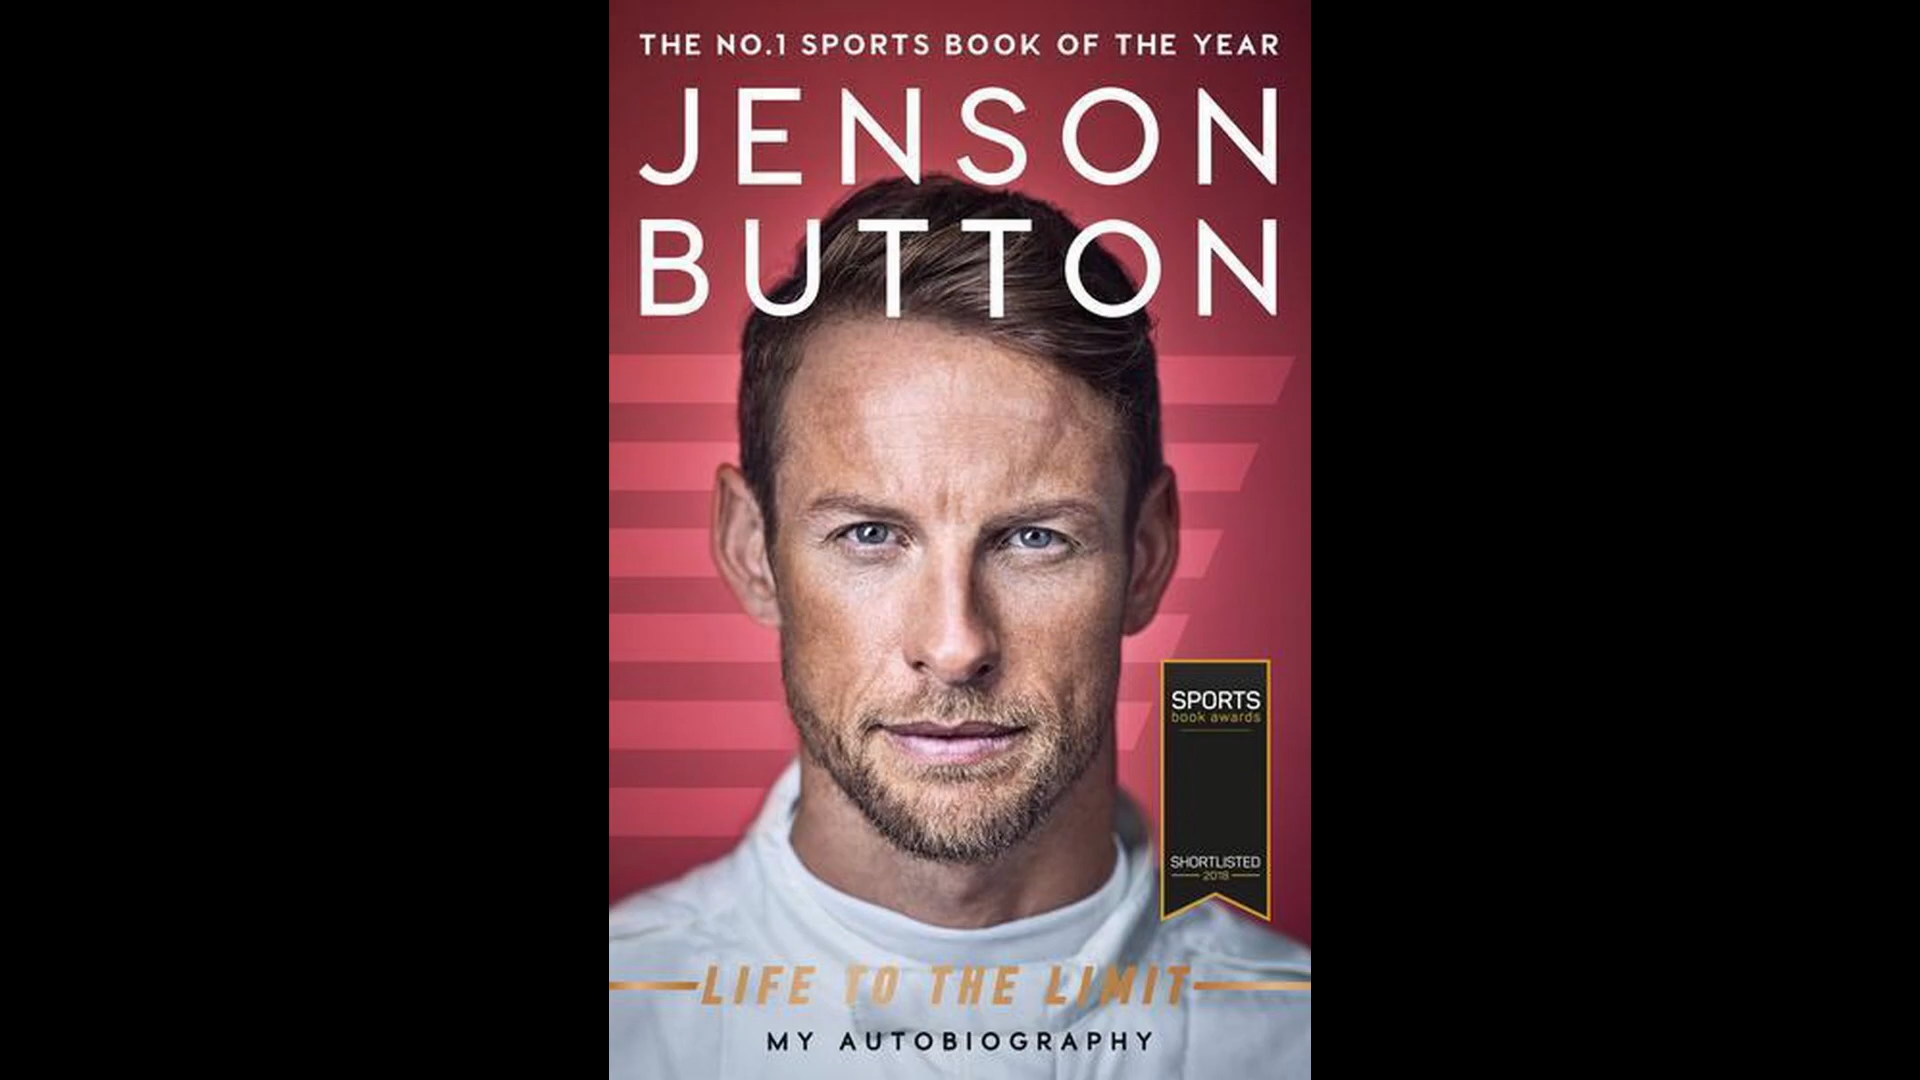 THE NO.1 SPORTS BOOK OF THE YEAR
JENSON
BUTTON
SPORTS
book awards
SHORTLISTED
2018
LIFE TO THE LIMIT
MY AUTOBIOGRAPHY